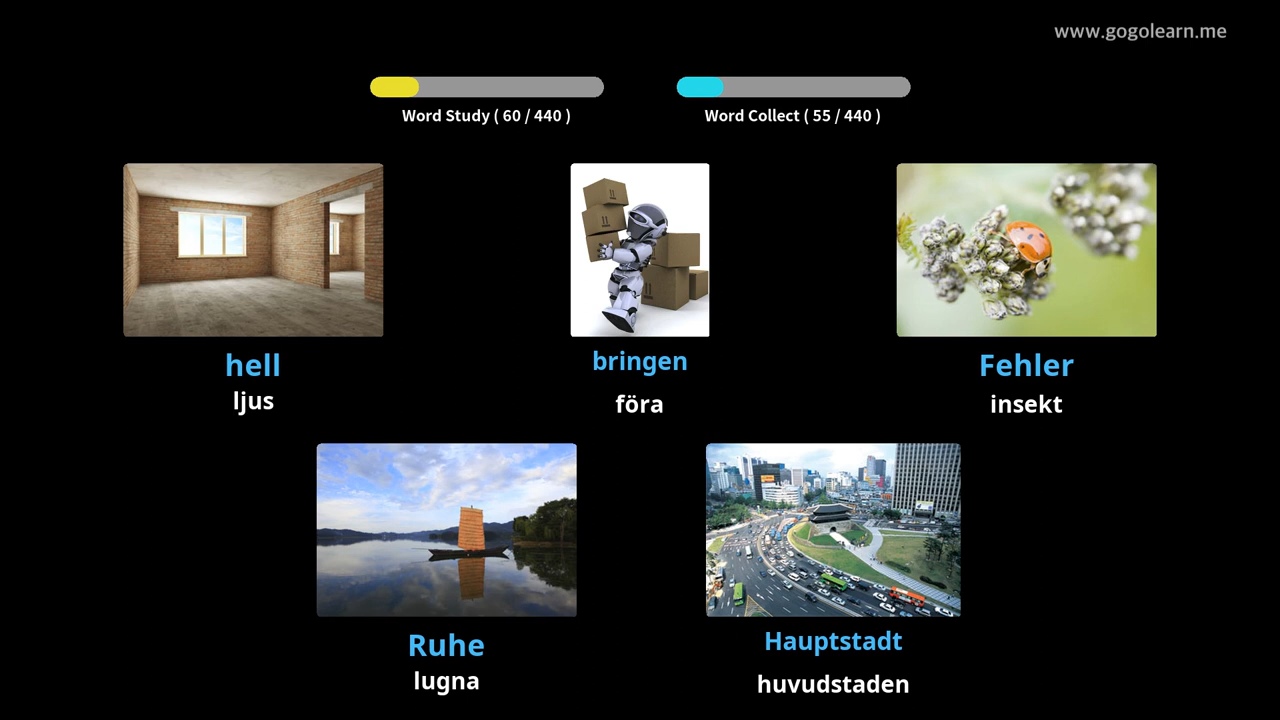 www.gogolearn.me
Word Study ( 60 / 440 )
Word Collect ( 55 / 440 )
hell
ljus
bringen
föra
Fehler
insekt
Ruhe
lugna
Hauptstadt
huvudstaden